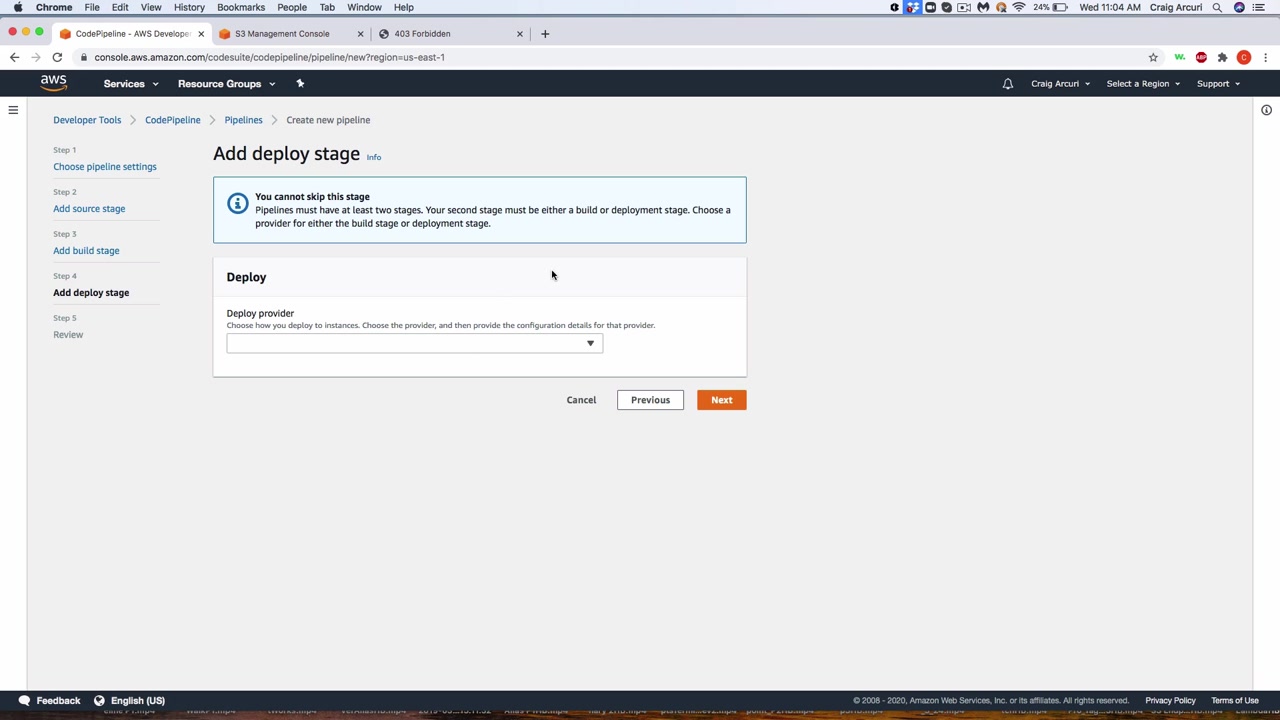 Chrome File Edit View History Bookmarks People Tab Window Help 24% Wed 11:04 AM Craig Arcuri
CodePipeline - AWS Develope
S3 Management Console
403 Forbidden
console.aws.amazon.com/codesuite/codepipeline/pipeline/new?region=us-east-1
aws Services Resource Groups Craig Arcuri Select a Region Support
Developer Tools CodePipeline Pipelines Create new pipeline
Step 1
Choose pipeline settings
Step 2
Add source stage
Step 3
Add build stage
Step 4
Add deploy stage
Step 5
Review
Add deploy stage Info
You cannot skip this stage
Pipelines must have at least two stages. Your second stage must be either a build or deployment stage. Choose a
provider for either the build stage or deployment stage.
Deploy
Deploy provider
Choose how you deploy to instances. Choose the provider, and then provide the configuration details for that provider.
Cancel Previous Next
Feedback English (US) © 2008 - 2020, Amazon Web Services, Inc. or its affiliates. All rights reserved. Privacy Policy Terms of Use